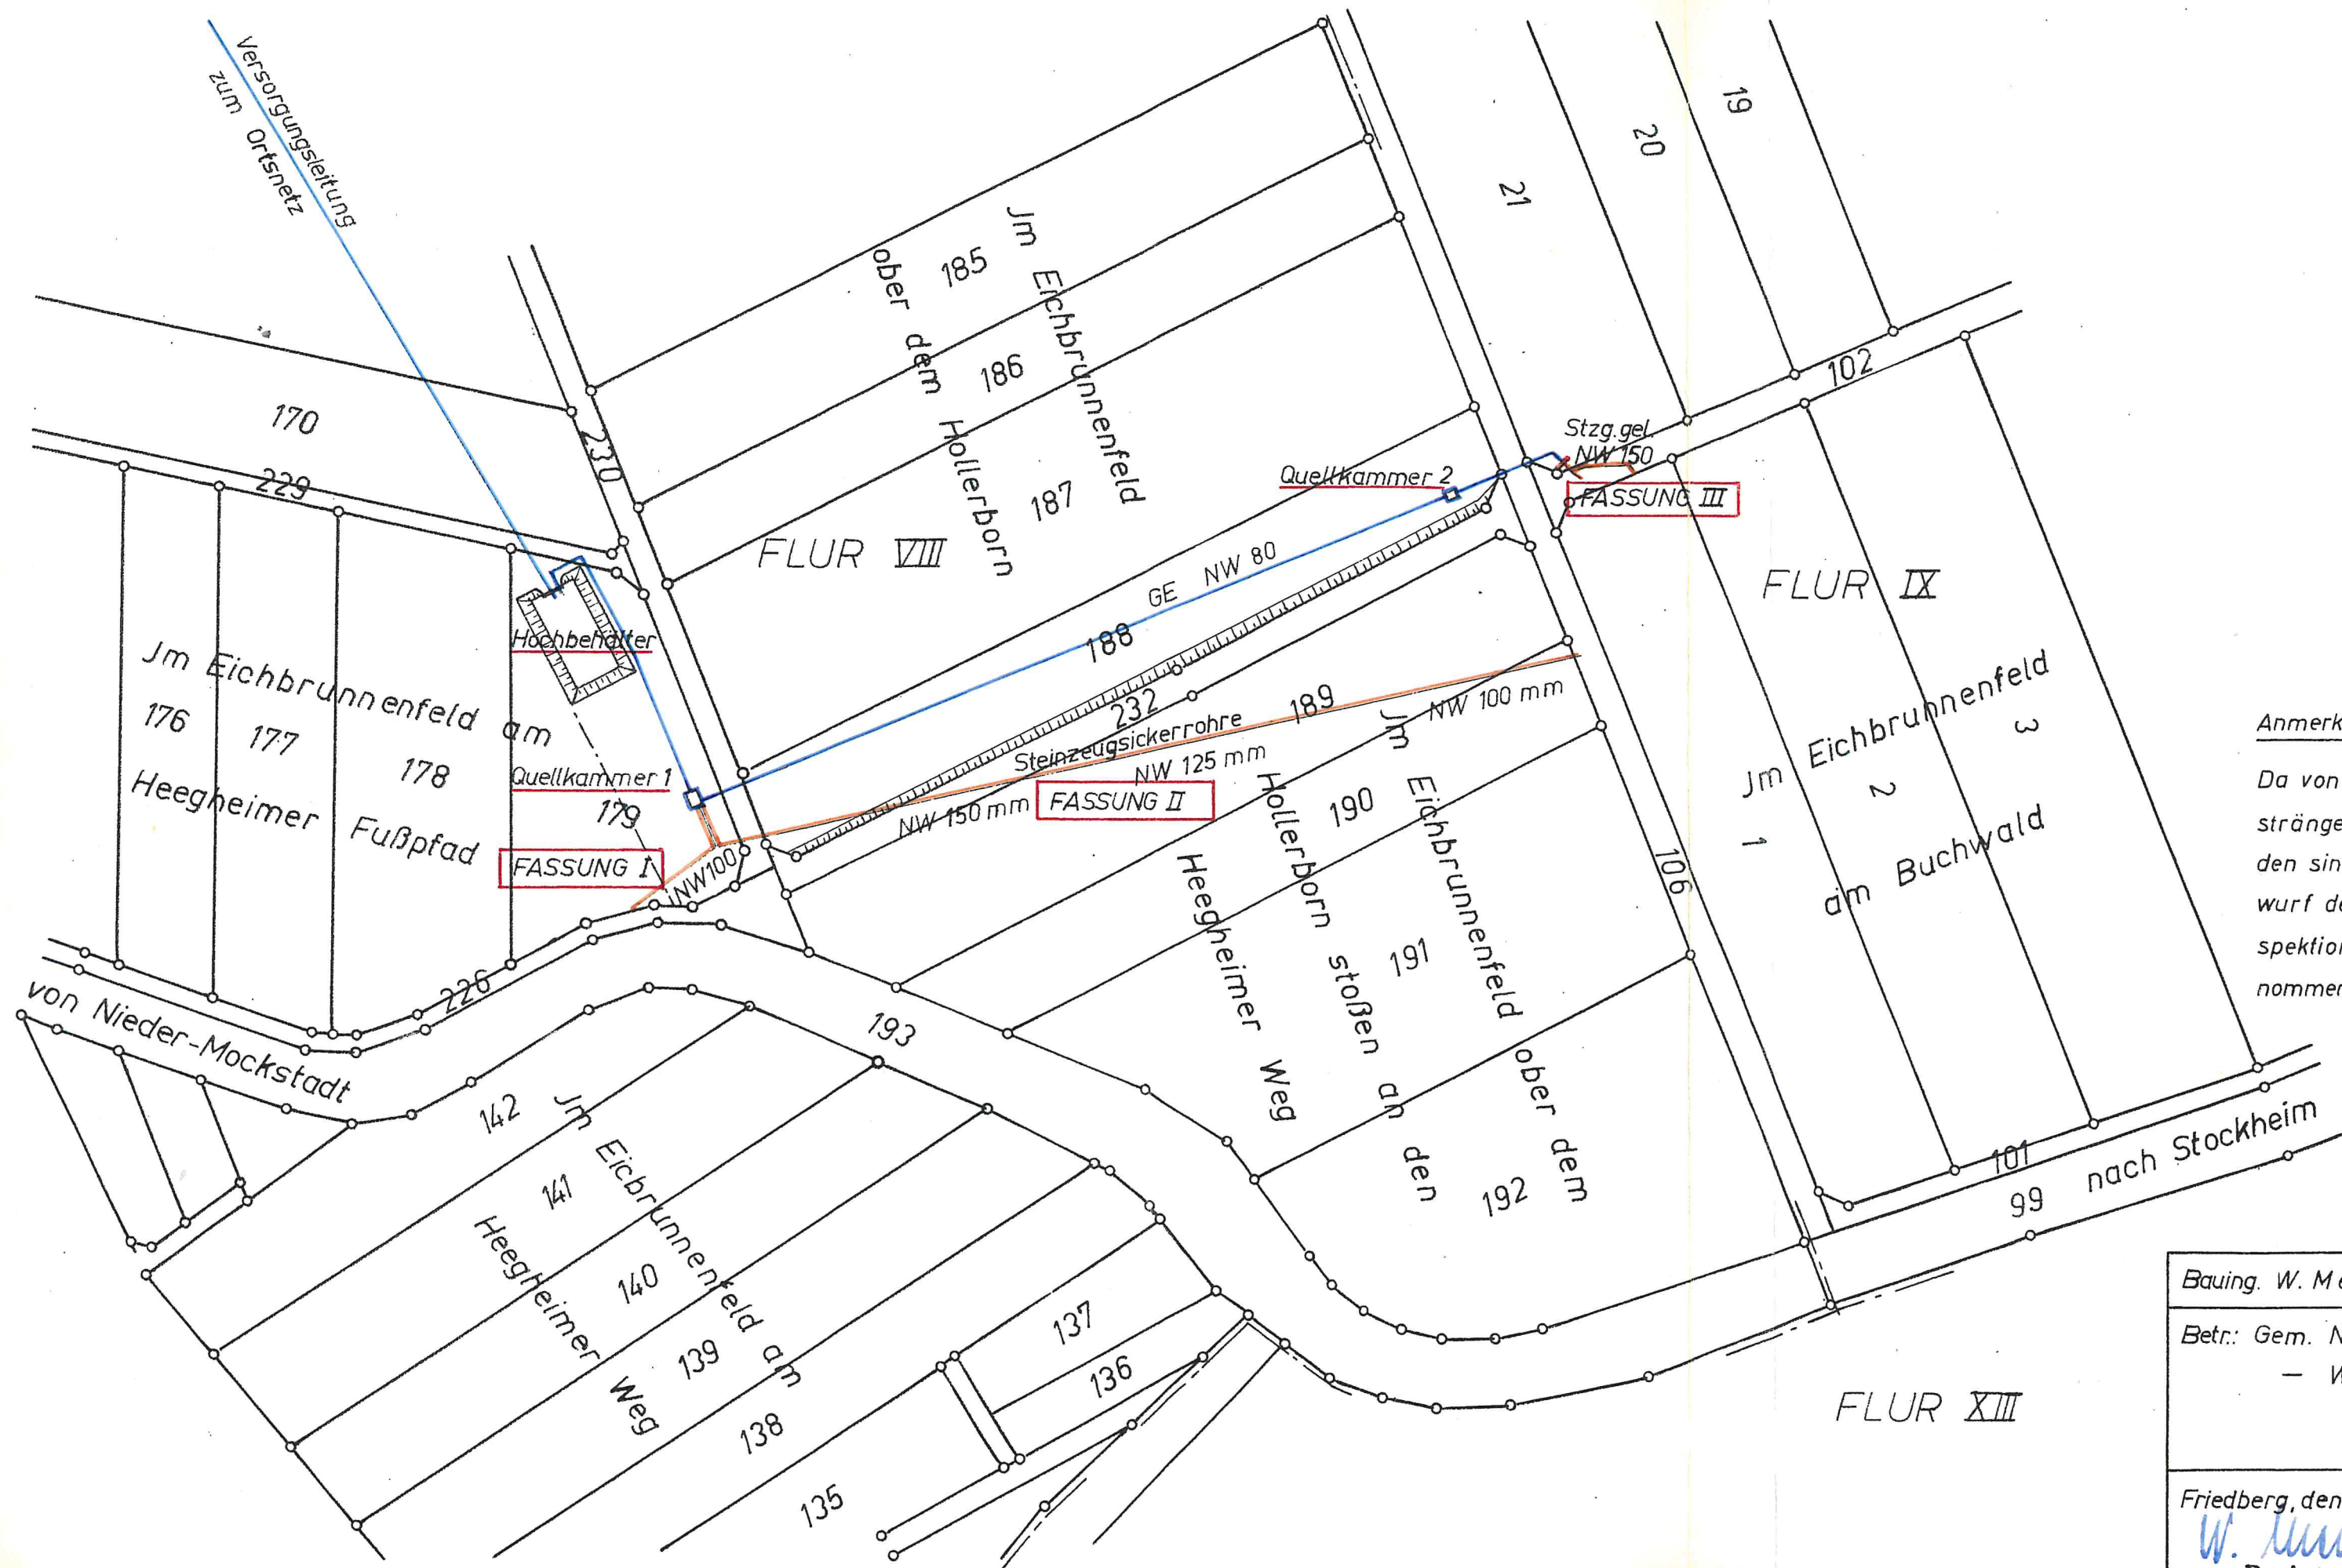 Versorgungsleitung
zum Ortsnetz
19
20
21
Jm Eichbrunnenfeld
ober dem Hollerborn
185
186
187
170
230
229
102
Stzg.gel.
NW 150
Quellkammer 2
FASSUNG III
FLUR VIII
FLUR IX
GE NW 80
188
Hochbehälter
Jm Eichbrunnenfeld am
Heegheimer Fußpfad
176
177
178
179
Quellkammer 1
FASSUNG I
NW 100
232
Steinzeugsickerrohre
189
NW 100 mm
NW 125 mm
NW 150 mm
FASSUNG II
190
191
192
Jm Eichbrunnenfeld ober dem
Hollerborn stoßen an den
Heegheimer Weg
106
Jm Eichbrunnenfeld
am Buchwald
1
2
3
Anmerk
Da von
stränge
den sin
wurf de
spektion
nommen
226
von Nieder-Mockstadt
193
142
141
140
139
138
137
136
135
Jm Eicbrunnenfeld am
Heegheimer Weg
101
99
nach Stockheim
FLUR XIII
Bauing. W. Me
Betr.: Gem. N
– W
Friedberg, den
W.